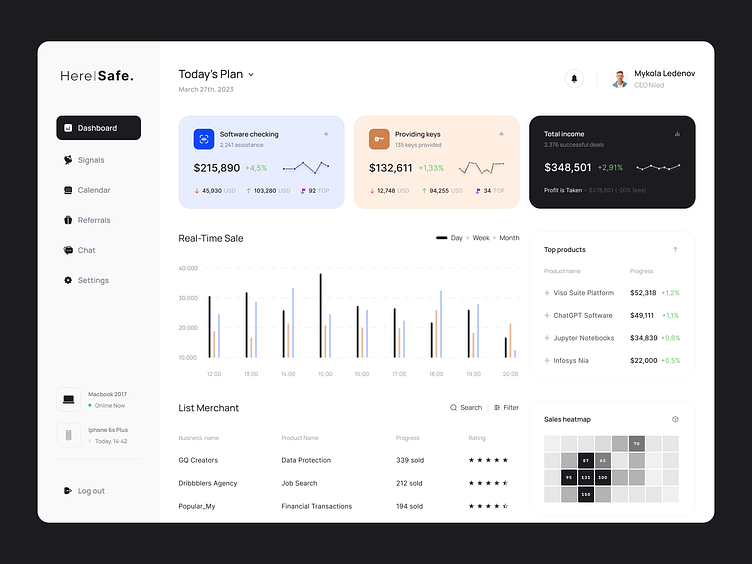 Here|Safe.
Dashboard
Signals
Calendar
Referrals
Chat
Settings
Macbook 2017
Online Now
Iphone 6s Plus
Today, 14:42
Log out
Today's Plan
March 27th, 2023
Mykola Ledenov
CEO Nled
Software checking
2,241 assistance
$215,890 +4,5%
45,930 USD 103,280 USD 92 TOP
Providing keys
135 keys provided
$132,611 +1,33%
12,748 USD 94,255 USD 34 TOP
Total income
2,376 successful deals
$348,501 +2,91%
Profit is Taken = $278,801 (-20% fees)
Real-Time Sale
Day Week Month
40,000
30,000
20,000
10,000
12:00 13:00 14:00 15:00 16:00 17:00 18:00 19:00 20:00
Top products
Product name Progress
Viso Suite Platform $52,318 +1,2%
ChatGPT Software $49,111 +1,1%
Jupyter Notebooks $34,839 +0,8%
Infosys Nia $22,000 +0,5%
List Merchant
Search Filter
Business name Product Name Progress Rating
GQ Creators Data Protection 339 sold
Dribbblers Agency Job Search 212 sold
Popular_My Financial Transactions 194 sold
Sales heatmap
70
87 62
95 131 100
150